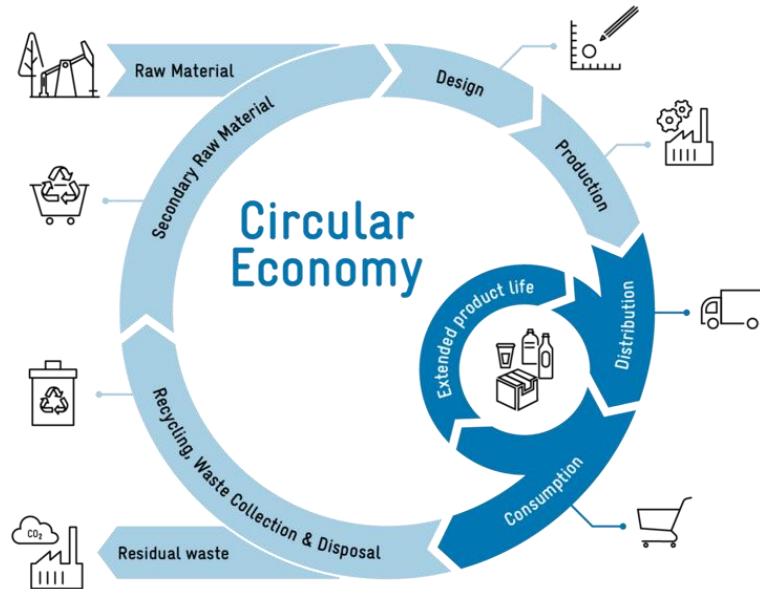 Raw Material
Design
Secondary Raw Material
Production
Circular
Economy
Extended product life
Distribution
Recycling, Waste Collection & Disposal
Consumption
CO₂
Residual waste